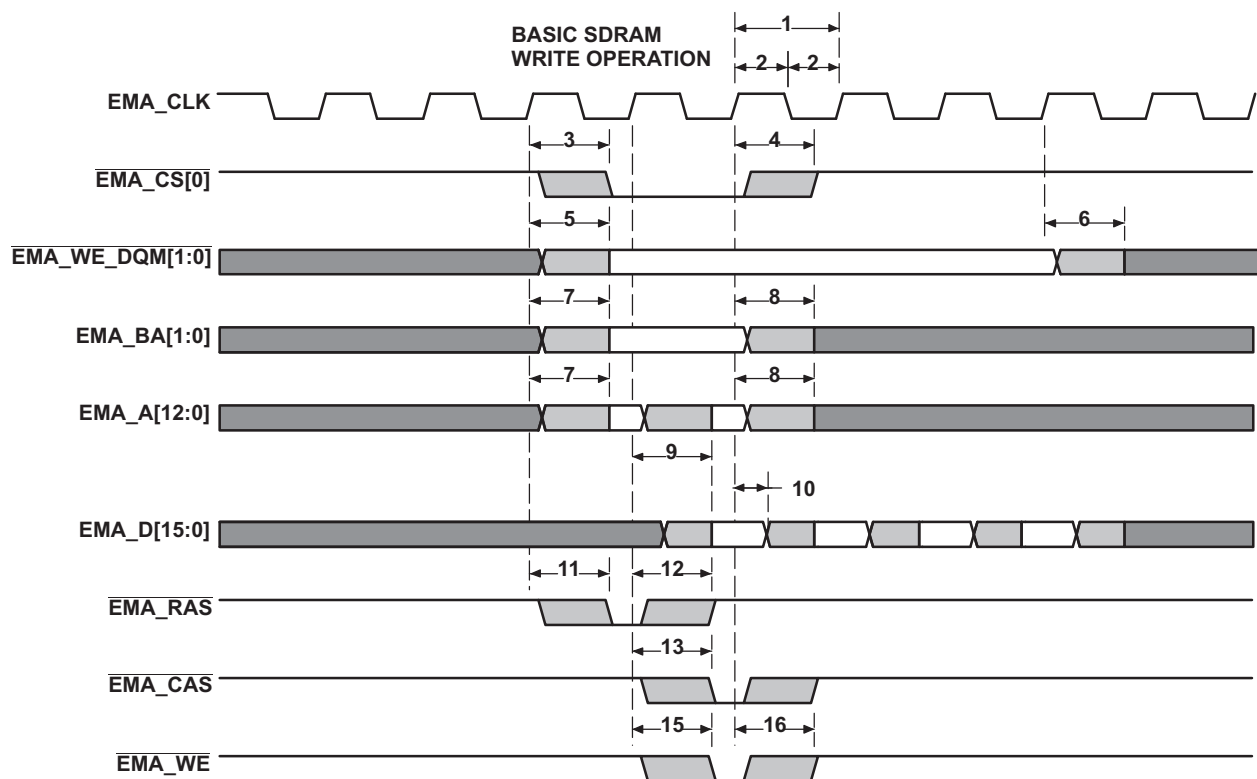 BASIC SDRAM
WRITE OPERATION
1
2 2
EMA_CLK
3 4
EMA_CS[0]
5 6
EMA_WE_DQM[1:0]
7 8
EMA_BA[1:0]
7 8
EMA_A[12:0]
9
10
EMA_D[15:0]
11 12
EMA_RAS
13
EMA_CAS
15 16
EMA_WE